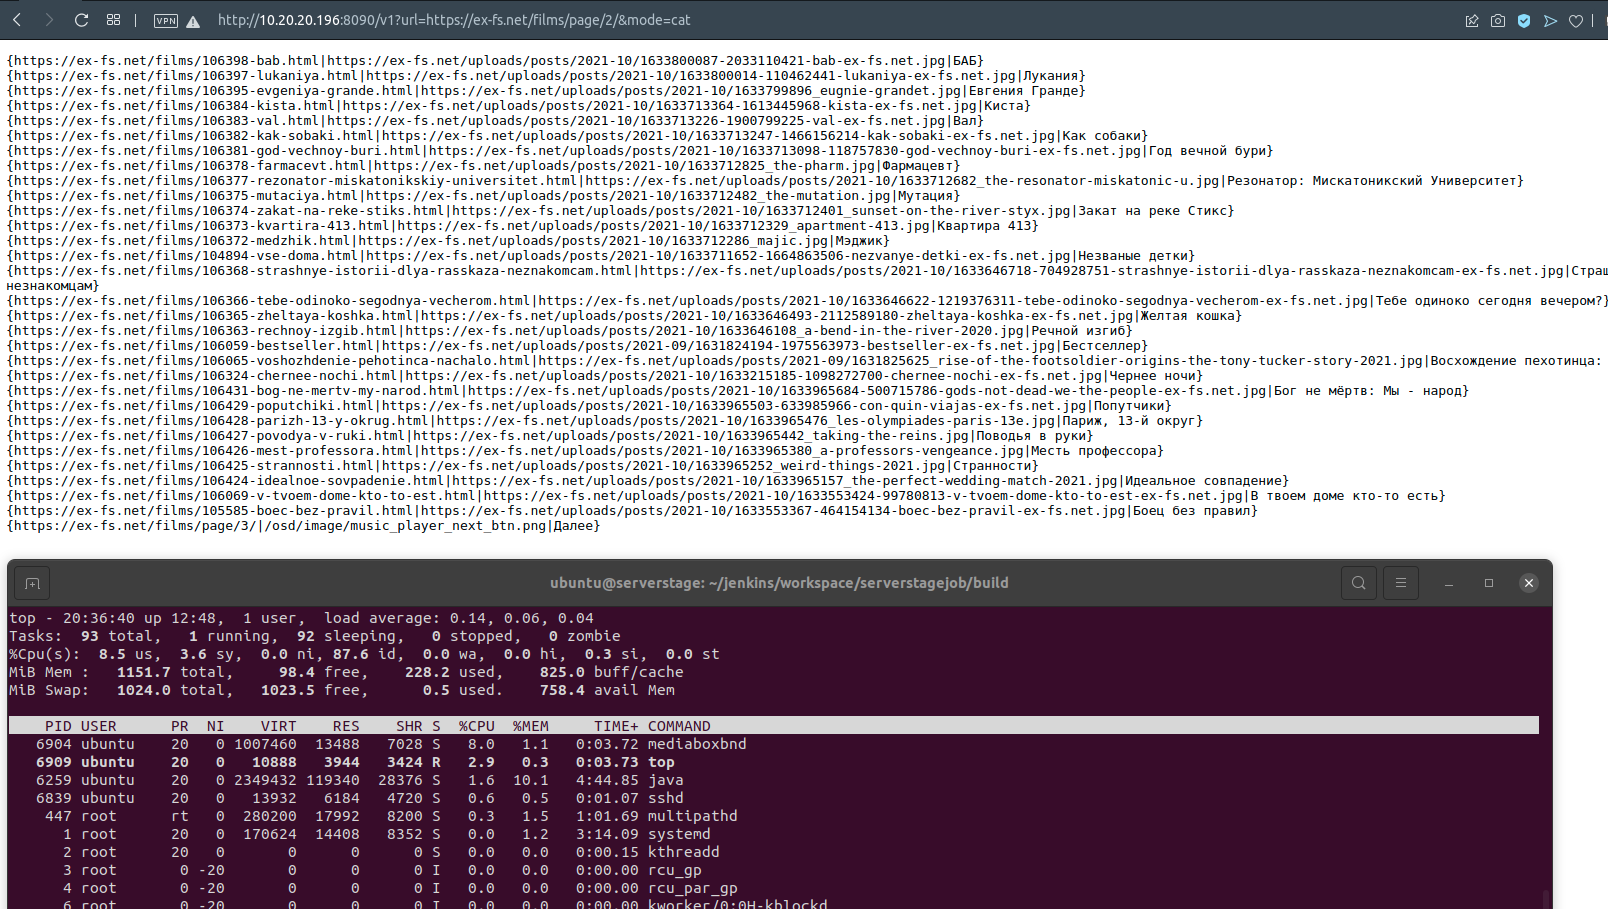 VPN http://10.20.20.196:8090/v1?url=https://ex-fs.net/films/page/2/&mode=cat
{https://ex-fs.net/films/106398-bab.html|https://ex-fs.net/uploads/posts/2021-10/1633800087-2033110421-bab-ex-fs.net.jpg|БАБ}
{https://ex-fs.net/films/106397-lukaniya.html|https://ex-fs.net/uploads/posts/2021-10/1633800014-110462441-lukaniya-ex-fs.net.jpg|Лукания}
{https://ex-fs.net/films/106395-evgeniya-grande.html|https://ex-fs.net/uploads/posts/2021-10/1633799896_eugnie-grandet.jpg|Евгения Гранде}
{https://ex-fs.net/films/106384-kista.html|https://ex-fs.net/uploads/posts/2021-10/1633713364-1613445968-kista-ex-fs.net.jpg|Киста}
{https://ex-fs.net/films/106383-val.html|https://ex-fs.net/uploads/posts/2021-10/1633713226-1900799225-val-ex-fs.net.jpg|Вал}
{https://ex-fs.net/films/106382-kak-sobaki.html|https://ex-fs.net/uploads/posts/2021-10/1633713247-1466156214-kak-sobaki-ex-fs.net.jpg|Как собаки}
{https://ex-fs.net/films/106381-god-vechnoy-buri.html|https://ex-fs.net/uploads/posts/2021-10/1633713098-118757830-god-vechnoy-buri-ex-fs.net.jpg|Год вечной бури}
{https://ex-fs.net/films/106378-farmacevt.html|https://ex-fs.net/uploads/posts/2021-10/1633712825_the-pharm.jpg|Фармацевт}
{https://ex-fs.net/films/106377-rezonator-miskatonikskiy-universitet.html|https://ex-fs.net/uploads/posts/2021-10/1633712682_the-resonator-miskatonic-u.jpg|Резонатор: Мискатоникский Университет}
{https://ex-fs.net/films/106375-mutaciya.html|https://ex-fs.net/uploads/posts/2021-10/1633712482_the-mutation.jpg|Мутация}
{https://ex-fs.net/films/106374-zakat-na-reke-stiks.html|https://ex-fs.net/uploads/posts/2021-10/1633712401_sunset-on-the-river-styx.jpg|Закат на реке Стикс}
{https://ex-fs.net/films/106373-kvartira-413.html|https://ex-fs.net/uploads/posts/2021-10/1633712329_apartment-413.jpg|Квартира 413}
{https://ex-fs.net/films/106372-medzhik.html|https://ex-fs.net/uploads/posts/2021-10/1633712286_majic.jpg|Мэджик}
{https://ex-fs.net/films/104894-vse-doma.html|https://ex-fs.net/uploads/posts/2021-10/1633711652-1664863506-nezvanye-detki-ex-fs.net.jpg|Незваные детки}
{https://ex-fs.net/films/106368-strashnye-istorii-dlya-rasskaza-neznakomcam.html|https://ex-fs.net/uploads/posts/2021-10/1633646718-704928751-strashnye-istorii-dlya-rasskaza-neznakomcam-ex-fs.net.jpg|Страш
незнакомцам}
{https://ex-fs.net/films/106366-tebe-odinoko-segodnya-vecherom.html|https://ex-fs.net/uploads/posts/2021-10/1633646622-1219376311-tebe-odinoko-segodnya-vecherom-ex-fs.net.jpg|Тебе одиноко сегодня вечером?}
{https://ex-fs.net/films/106365-zheltaya-koshka.html|https://ex-fs.net/uploads/posts/2021-10/1633646493-2112589180-zheltaya-koshka-ex-fs.net.jpg|Желтая кошка}
{https://ex-fs.net/films/106363-rechnoy-izgib.html|https://ex-fs.net/uploads/posts/2021-10/1633646108_a-bend-in-the-river-2020.jpg|Речной изгиб}
{https://ex-fs.net/films/106059-bestseller.html|https://ex-fs.net/uploads/posts/2021-09/1631824194-1975563973-bestseller-ex-fs.net.jpg|Бестселлер}
{https://ex-fs.net/films/106065-voshozhdenie-pehotinca-nachalo.html|https://ex-fs.net/uploads/posts/2021-09/1631825625_rise-of-the-footsoldier-origins-the-tony-tucker-story-2021.jpg|Восхождение пехотинца:
{https://ex-fs.net/films/106324-chernee-nochi.html|https://ex-fs.net/uploads/posts/2021-10/1633215185-1098272700-chernee-nochi-ex-fs.net.jpg|Чернее ночи}
{https://ex-fs.net/films/106431-bog-ne-mertv-my-narod.html|https://ex-fs.net/uploads/posts/2021-10/1633965684-500715786-gods-not-dead-we-the-people-ex-fs.net.jpg|Бог не мёртв: Мы - народ}
{https://ex-fs.net/films/106429-poputchiki.html|https://ex-fs.net/uploads/posts/2021-10/1633965503-633985966-con-quin-viajas-ex-fs.net.jpg|Попутчики}
{https://ex-fs.net/films/106428-parizh-13-y-okrug.html|https://ex-fs.net/uploads/posts/2021-10/1633965476_les-olympiades-paris-13e.jpg|Париж, 13-й округ}
{https://ex-fs.net/films/106427-povodya-v-ruki.html|https://ex-fs.net/uploads/posts/2021-10/1633965442_taking-the-reins.jpg|Поводья в руки}
{https://ex-fs.net/films/106426-mest-professora.html|https://ex-fs.net/uploads/posts/2021-10/1633965380_a-professors-vengeance.jpg|Месть профессора}
{https://ex-fs.net/films/106425-strannosti.html|https://ex-fs.net/uploads/posts/2021-10/1633965252_weird-things-2021.jpg|Странности}
{https://ex-fs.net/films/106424-idealnoe-sovpadenie.html|https://ex-fs.net/uploads/posts/2021-10/1633965157_the-perfect-wedding-match-2021.jpg|Идеальное совпадение}
{https://ex-fs.net/films/106069-v-tvoem-dome-kto-to-est.html|https://ex-fs.net/uploads/posts/2021-10/1633553424-99780813-v-tvoem-dome-kto-to-est-ex-fs.net.jpg|В твоем доме кто-то есть}
{https://ex-fs.net/films/105585-boec-bez-pravil.html|https://ex-fs.net/uploads/posts/2021-10/1633553367-464154134-boec-bez-pravil-ex-fs.net.jpg|Боец без правил}
{https://ex-fs.net/films/page/3/|/osd/image/music_player_next_btn.png|Далее}
ubuntu@serverstage: ~/jenkins/workspace/serverstagejob/build
top - 20:36:40 up 12:48, 1 user, load average: 0.14, 0.06, 0.04
Tasks: 93 total, 1 running, 92 sleeping, 0 stopped, 0 zombie
%Cpu(s): 8.5 us, 3.6 sy, 0.0 ni, 87.6 id, 0.0 wa, 0.0 hi, 0.3 si, 0.0 st
MiB Mem : 1151.7 total, 98.4 free, 228.2 used, 825.0 buff/cache
MiB Swap: 1024.0 total, 1023.5 free, 0.5 used. 758.4 avail Mem
PID USER PR NI VIRT RES SHR S %CPU %MEM TIME+ COMMAND
6904 ubuntu 20 0 1007460 13488 7028 S 8.0 1.1 0:03.72 mediaboxbnd
6909 ubuntu 20 0 10888 3944 3424 R 2.9 0.3 0:03.73 top
6259 ubuntu 20 0 2349432 119340 28376 S 1.6 10.1 4:44.85 java
6839 ubuntu 20 0 13932 6184 4720 S 0.6 0.5 0:01.07 sshd
447 root rt 0 280200 17992 8200 S 0.3 1.5 1:01.69 multipathd
1 root 20 0 170624 14408 8352 S 0.0 1.2 3:14.09 systemd
2 root 20 0 0 0 0 S 0.0 0.0 0:00.15 kthreadd
3 root 0 -20 0 0 0 I 0.0 0.0 0:00.00 rcu_gp
4 root 0 -20 0 0 0 I 0.0 0.0 0:00.00 rcu_par_gp
6 root 0 -20 0 0 0 I 0.0 0.0 0:00.00 kworker/0:0H-kblockd